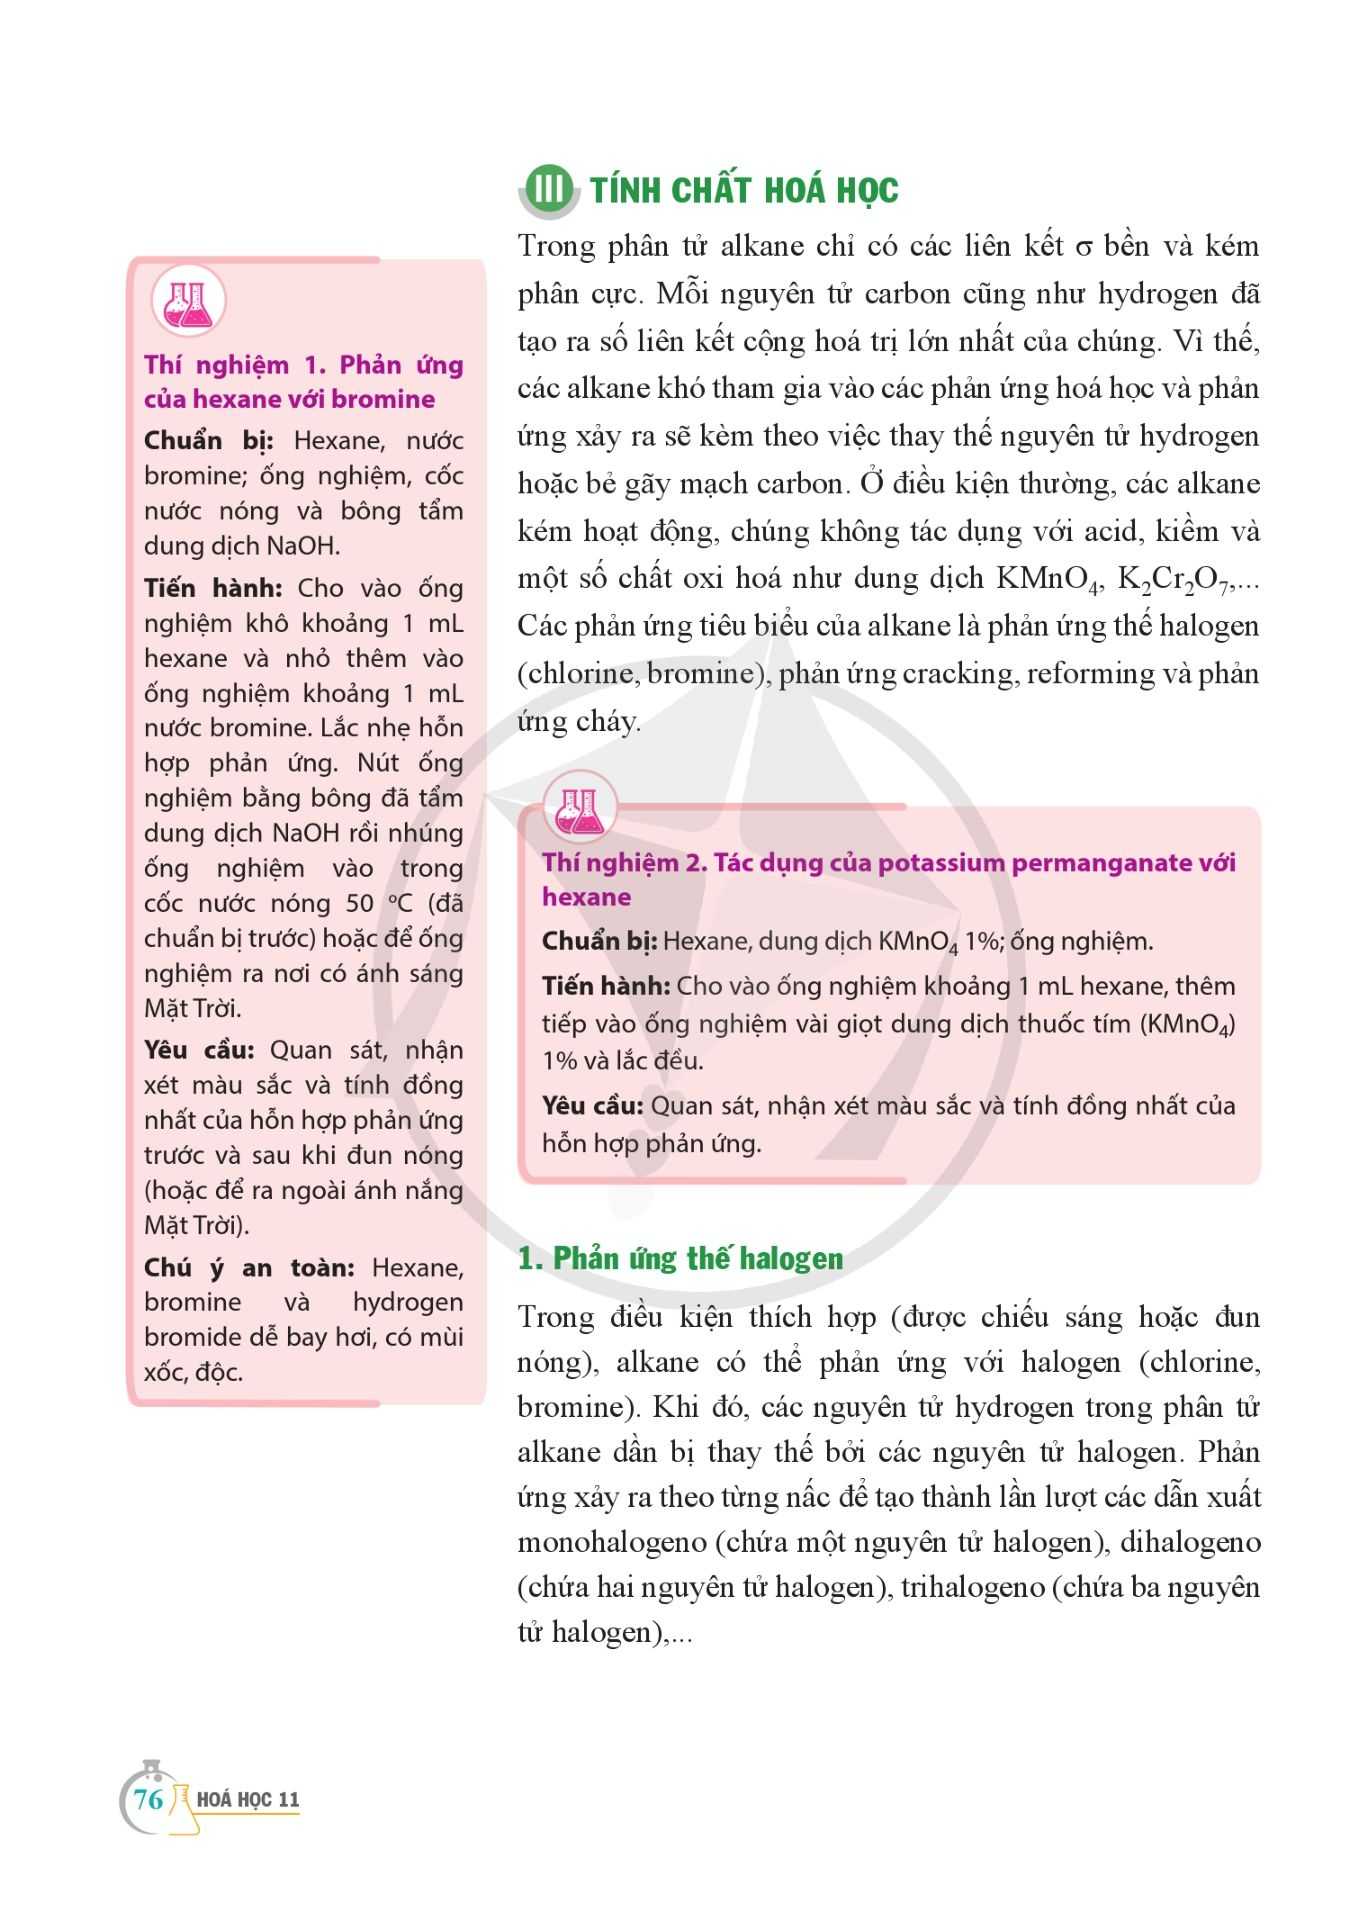 III TÍNH CHẤT HOÁ HỌC
Trong phân tử alkane chỉ có các liên kết σ bền và kém
phân cực. Mỗi nguyên tử carbon cũng như hydrogen đã
tạo ra số liên kết cộng hoá trị lớn nhất của chúng. Vì thế,
các alkane khó tham gia vào các phản ứng hoá học và phản
ứng xảy ra sẽ kèm theo việc thay thế nguyên tử hydrogen
hoặc bẻ gãy mạch carbon. Ở điều kiện thường, các alkane
kém hoạt động, chúng không tác dụng với acid, kiềm và
một số chất oxi hoá như dung dịch KMnO₄, K₂Cr₂O₇,...
Các phản ứng tiêu biểu của alkane là phản ứng thế halogen
(chlorine, bromine), phản ứng cracking, reforming và phản
ứng cháy.
Thí nghiệm 1. Phản ứng
của hexane với bromine
Chuẩn bị: Hexane, nước
bromine; ống nghiệm, cốc
nước nóng và bông tẩm
dung dịch NaOH.
Tiến hành: Cho vào ống
nghiệm khô khoảng 1 mL
hexane và nhỏ thêm vào
ống nghiệm khoảng 1 mL
nước bromine. Lắc nhẹ hỗn
hợp phản ứng. Nút ống
nghiệm bằng bông đã tẩm
dung dịch NaOH rồi nhúng
ống nghiệm vào trong
cốc nước nóng 50 ºC (đã
chuẩn bị trước) hoặc để ống
nghiệm ra nơi có ánh sáng
Mặt Trời.
Yêu cầu: Quan sát, nhận
xét màu sắc và tính đồng
nhất của hỗn hợp phản ứng
trước và sau khi đun nóng
(hoặc để ra ngoài ánh nắng
Mặt Trời).
Chú ý an toàn: Hexane,
bromine và hydrogen
bromide dễ bay hơi, có mùi
xốc, độc.
Thí nghiệm 2. Tác dụng của potassium permanganate với
hexane
Chuẩn bị: Hexane, dung dịch KMnO₄ 1%; ống nghiệm.
Tiến hành: Cho vào ống nghiệm khoảng 1 mL hexane, thêm
tiếp vào ống nghiệm vài giọt dung dịch thuốc tím (KMnO₄)
1% và lắc đều.
Yêu cầu: Quan sát, nhận xét màu sắc và tính đồng nhất của
hỗn hợp phản ứng.
1. Phản ứng thế halogen
Trong điều kiện thích hợp (được chiếu sáng hoặc đun
nóng), alkane có thể phản ứng với halogen (chlorine,
bromine). Khi đó, các nguyên tử hydrogen trong phân tử
alkane dần bị thay thế bởi các nguyên tử halogen. Phản
ứng xảy ra theo từng nấc để tạo thành lần lượt các dẫn xuất
monohalogeno (chứa một nguyên tử halogen), dihalogeno
(chứa hai nguyên tử halogen), trihalogeno (chứa ba nguyên
tử halogen),...
76 HOÁ HỌC 11